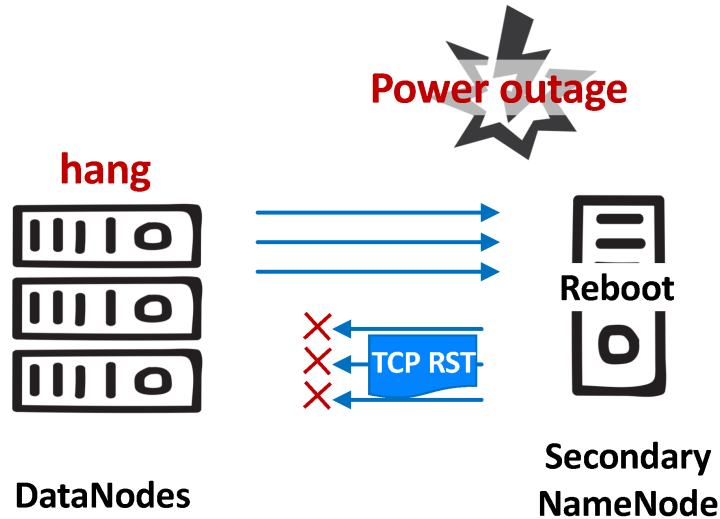 Power outage
hang
Reboot
TCP RST
DataNodes
Secondary
NameNode